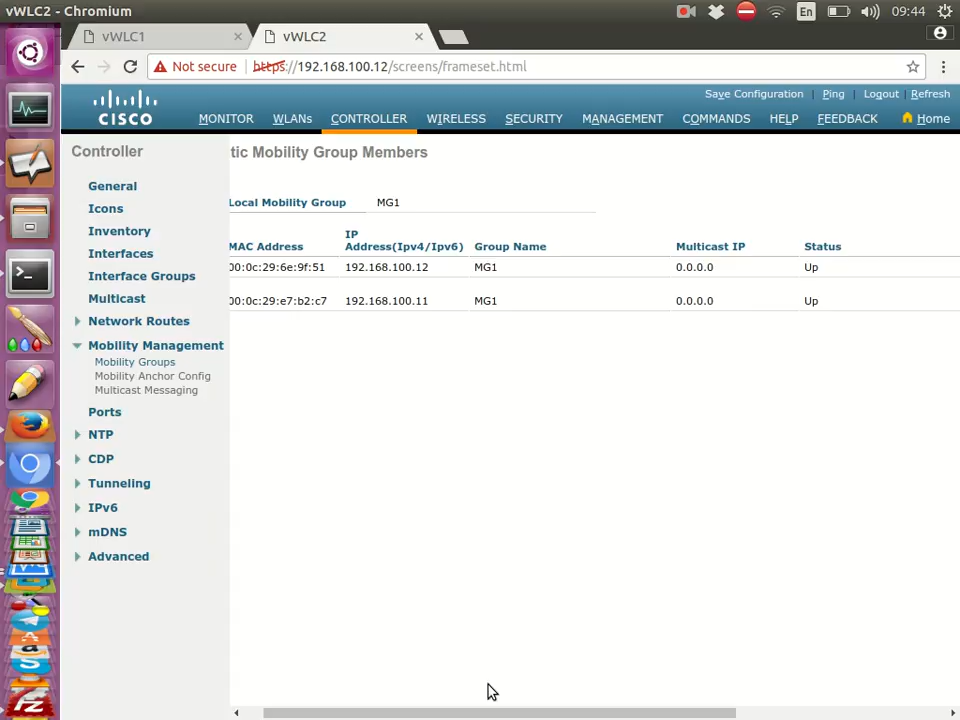 vWLC2 - Chromium
En
09:44
vWLC1 ×
vWLC2 ×
Not secure | https://192.168.100.12/screens/frameset.html
Save Configuration | Ping | Logout | Refresh
CISCO
MONITOR WLANs CONTROLLER WIRELESS SECURITY MANAGEMENT COMMANDS HELP FEEDBACK Home
Controller
General
Icons
Inventory
Interfaces
Interface Groups
Multicast
Network Routes
Mobility Management
Mobility Groups
Mobility Anchor Config
Multicast Messaging
Ports
NTP
CDP
Tunneling
IPv6
mDNS
Advanced
tic Mobility Group Members
Local Mobility Group MG1
MAC Address IP Address(Ipv4/Ipv6) Group Name Multicast IP Status
00:0c:29:6e:9f:51 192.168.100.12 MG1 0.0.0.0 Up
00:0c:29:e7:b2:c7 192.168.100.11 MG1 0.0.0.0 Up